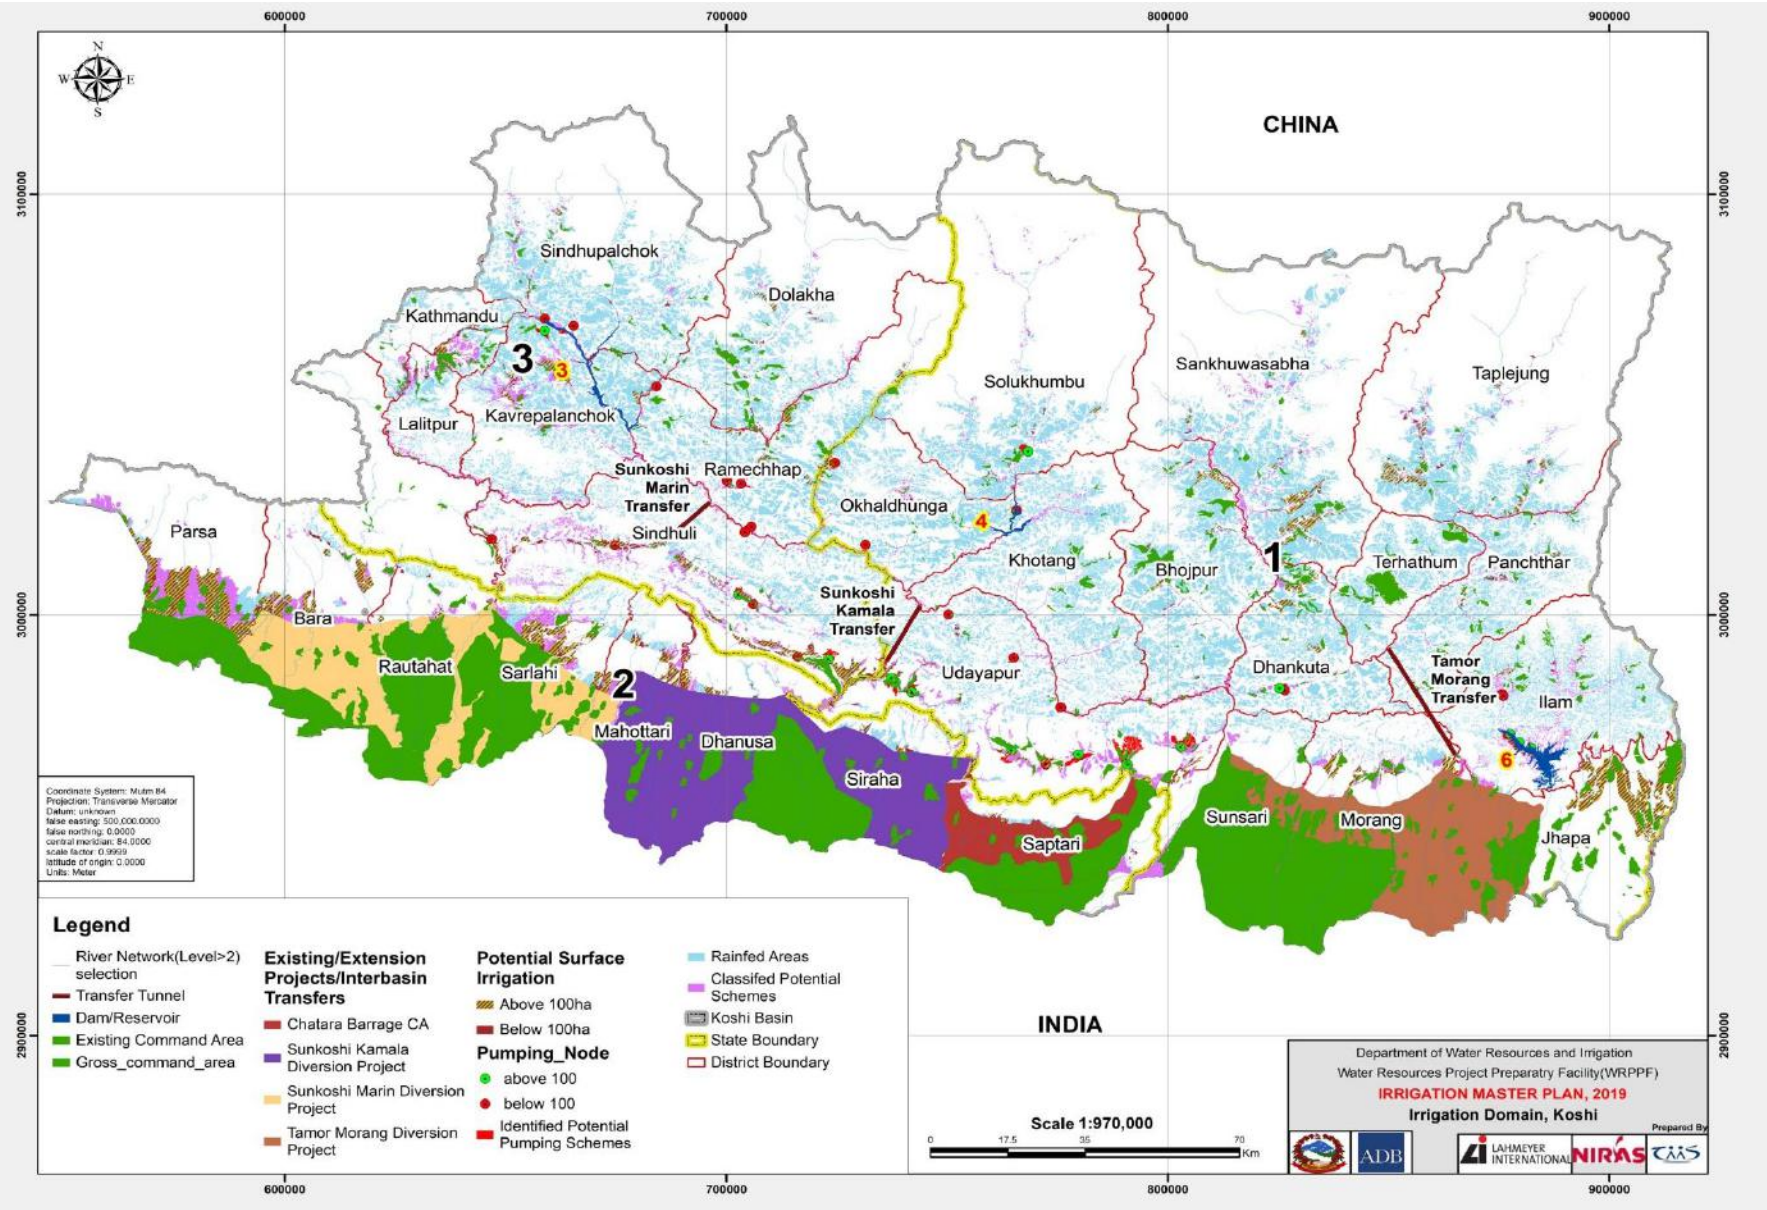 600000
700000
800000
900000
N
W
E
S
CHINA
3100000
3100000
Sindhupalchok
Dolakha
Kathmandu
3
3
Sankhuwasabha
Solukhumbu
Taplejung
Kavrepalanchok
Lalitpur
Sunkoshi
Marin
Transfer
Ramechhap
Okhaldhunga
4
Parsa
Sindhuli
Khotang
Bhojpur
1
Terhathum
Panchthar
Sunkoshi
Kamala
Transfer
3000000
3000000
Bara
Rautahat
Sarlahi
2
Udayapur
Dhankuta
Tamor
Morang
Transfer
Ilam
Mahottari
Dhanusa
6
Siraha
Sunsari
Morang
Jhapa
Saptari
Coordinate System: Mutm 84
Projection: Transverse Mercator
Datum: unknown
false easting: 500,000.0000
false northing: 0.0000
central meridian: 84.0000
scale factor: 0.9999
latitude of origin: 0.0000
Units: Meter
Legend
River Network(Level>2)
selection
Transfer Tunnel
Dam/Reservoir
Existing Command Area
Gross_command_area
Existing/Extension
Projects/Interbasin
Transfers
Chatara Barrage CA
Sunkoshi Kamala
Diversion Project
Sunkoshi Marin Diversion
Project
Tamor Morang Diversion
Project
Potential Surface
Irrigation
Above 100ha
Below 100ha
Pumping_Node
above 100
below 100
Identified Potential
Pumping Schemes
Rainfed Areas
Classifed Potential
Schemes
Koshi Basin
State Boundary
District Boundary
INDIA
2900000
2900000
Scale 1:970,000
0 17.5 35 70
Km
Department of Water Resources and Irrigation
Water Resources Project Preparatry Facility(WRPPF)
IRRIGATION MASTER PLAN, 2019
Irrigation Domain, Koshi
Prepared By
ADB
LAHMEYER
INTERNATIONAL
NIRAS
600000
700000
800000
900000